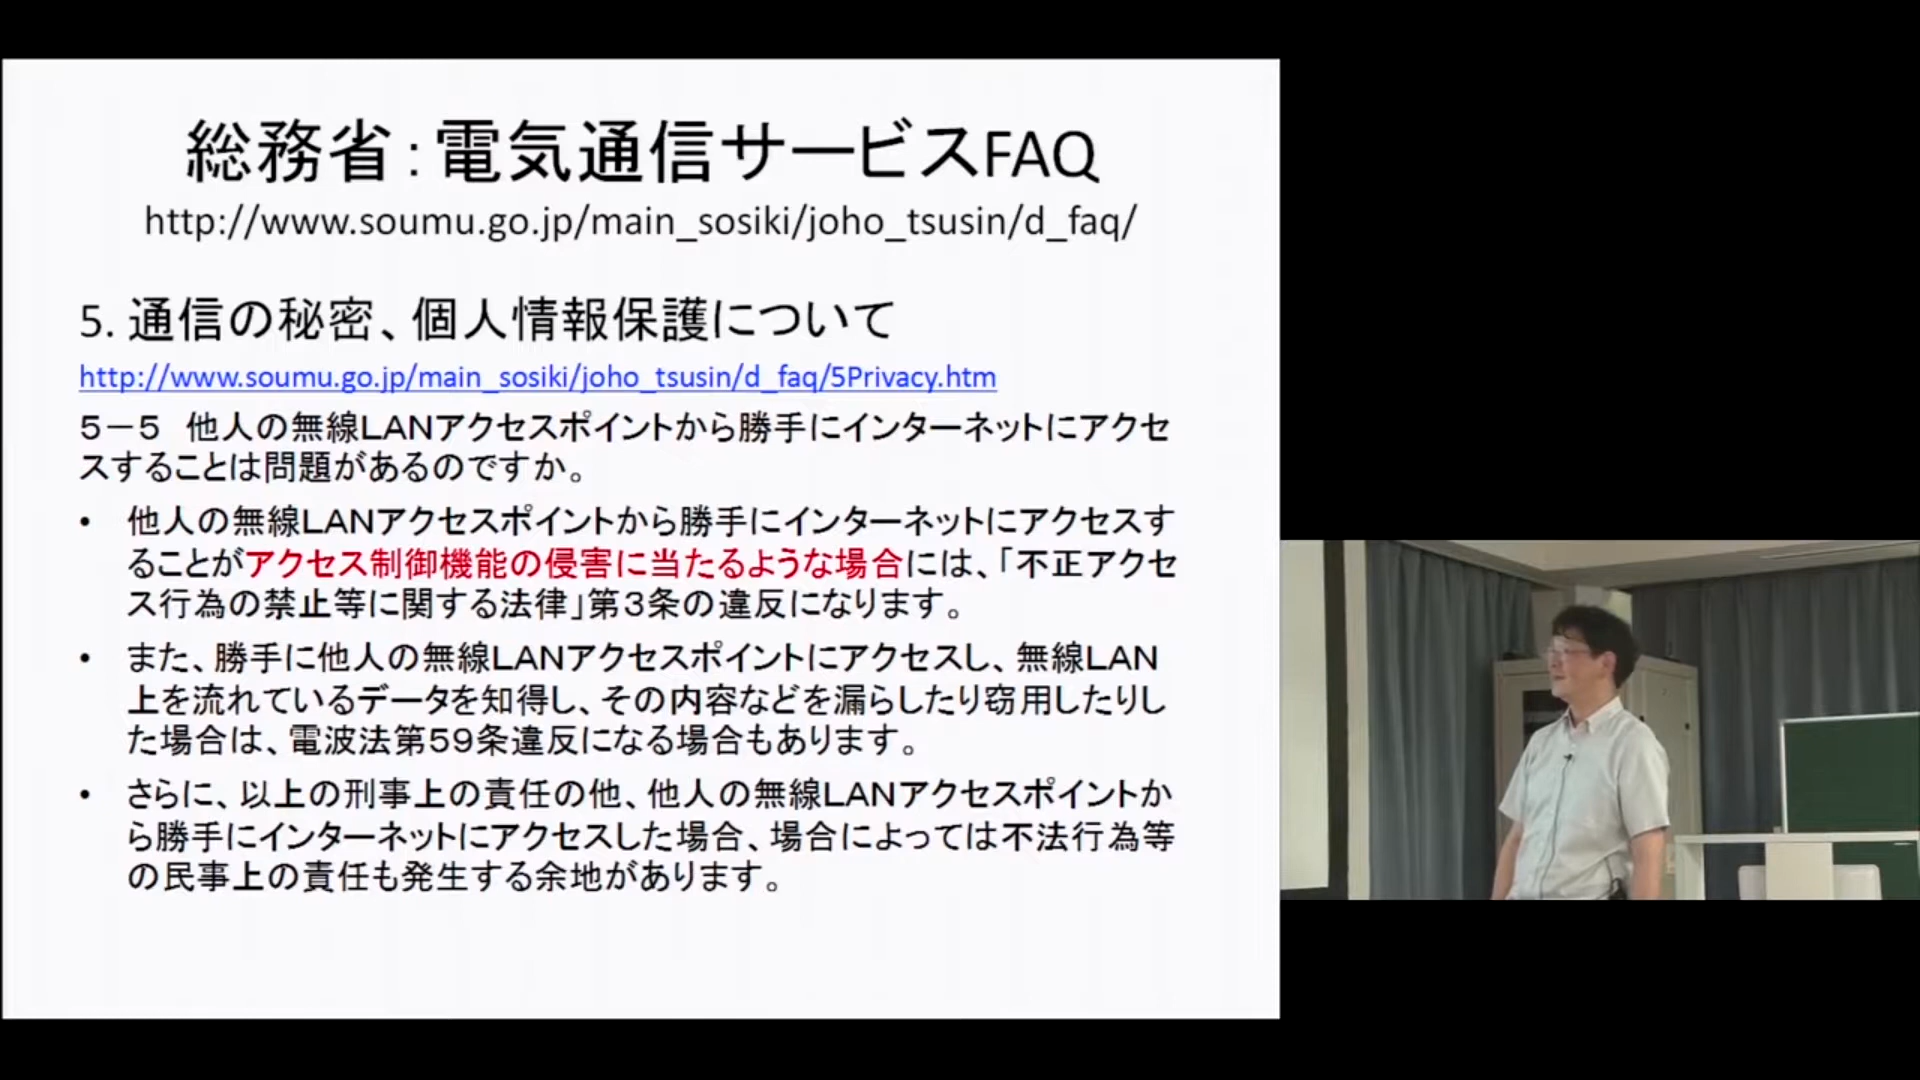 総務省:電気通信サービスFAQ
http://www.soumu.go.jp/main_sosiki/joho_tsusin/d_faq/
5. 通信の秘密、個人情報保護について
http://www.soumu.go.jp/main_sosiki/joho_tsusin/d_faq/5Privacy.htm
5-5 他人の無線LANアクセスポイントから勝手にインターネットにアクセ
スすることは問題があるのですか。
• 他人の無線LANアクセスポイントから勝手にインターネットにアクセスす
ることがアクセス制御機能の侵害に当たるような場合には、「不正アクセ
ス行為の禁止等に関する法律」第3条の違反になります。
• また、勝手に他人の無線LANアクセスポイントにアクセスし、無線LAN
上を流れているデータを知得し、その内容などを漏らしたり窃用したりし
た場合は、電波法第59条違反になる場合もあります。
• さらに、以上の刑事上の責任の他、他人の無線LANアクセスポイントか
ら勝手にインターネットにアクセスした場合、場合によっては不法行為等
の民事上の責任も発生する余地があります。